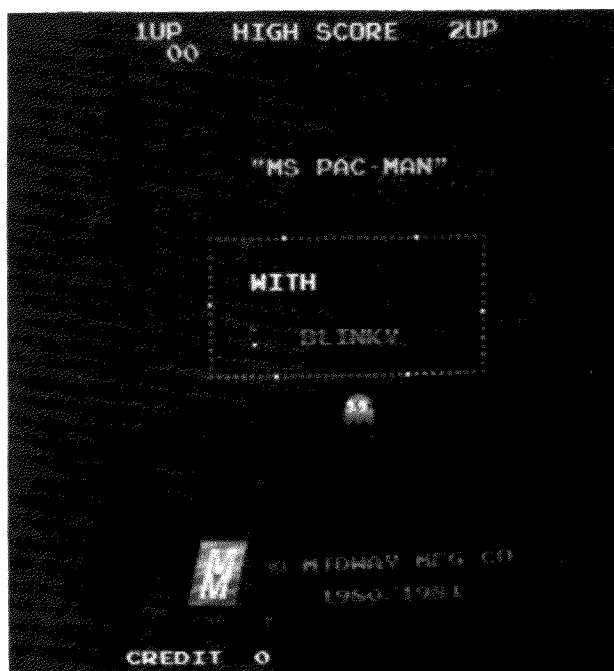 1UP HIGH SCORE 2UP
00
"MS PAC-MAN"
WITH
BLINKY
M
M
© MIDWAY MFG CO
1980/1981
CREDIT 0